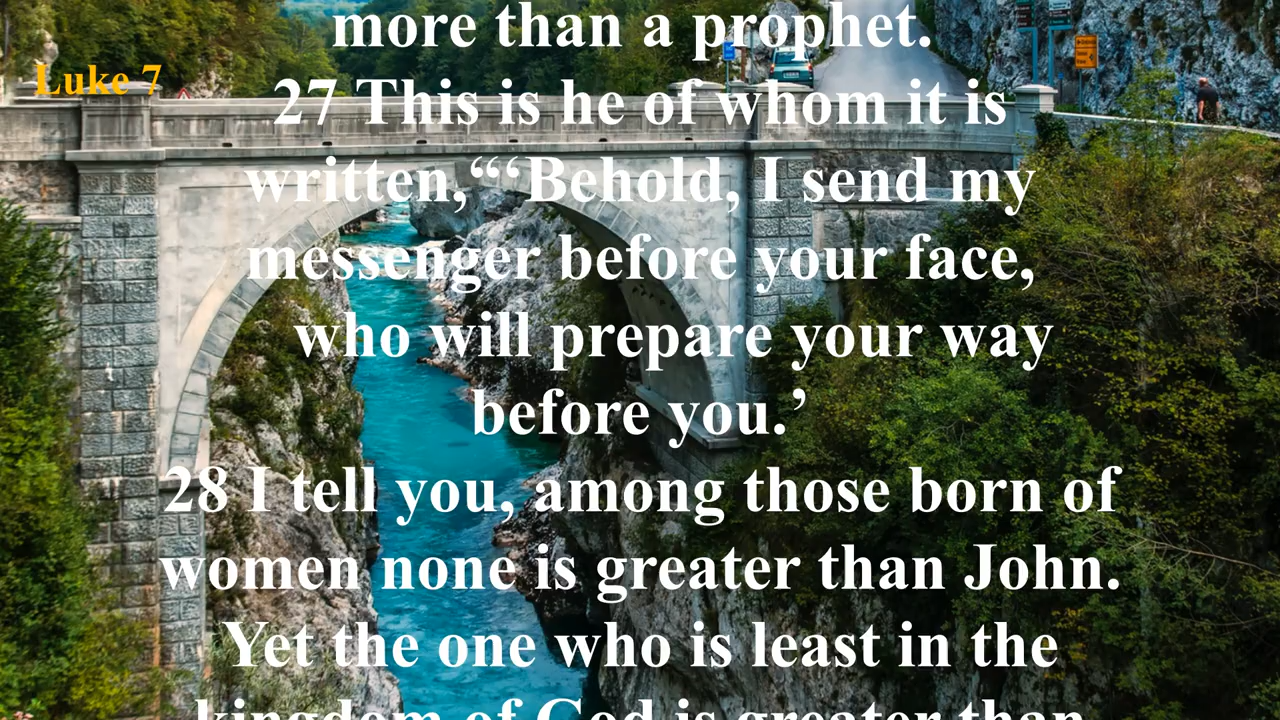 more than a prophet.
Luke 7
27 This is he of whom it is
written,“‘Behold, I send my
messenger before your face,
who will prepare your way
before you.’
28 I tell you, among those born of
women none is greater than John.
Yet the one who is least in the
kingdom of God is greater than